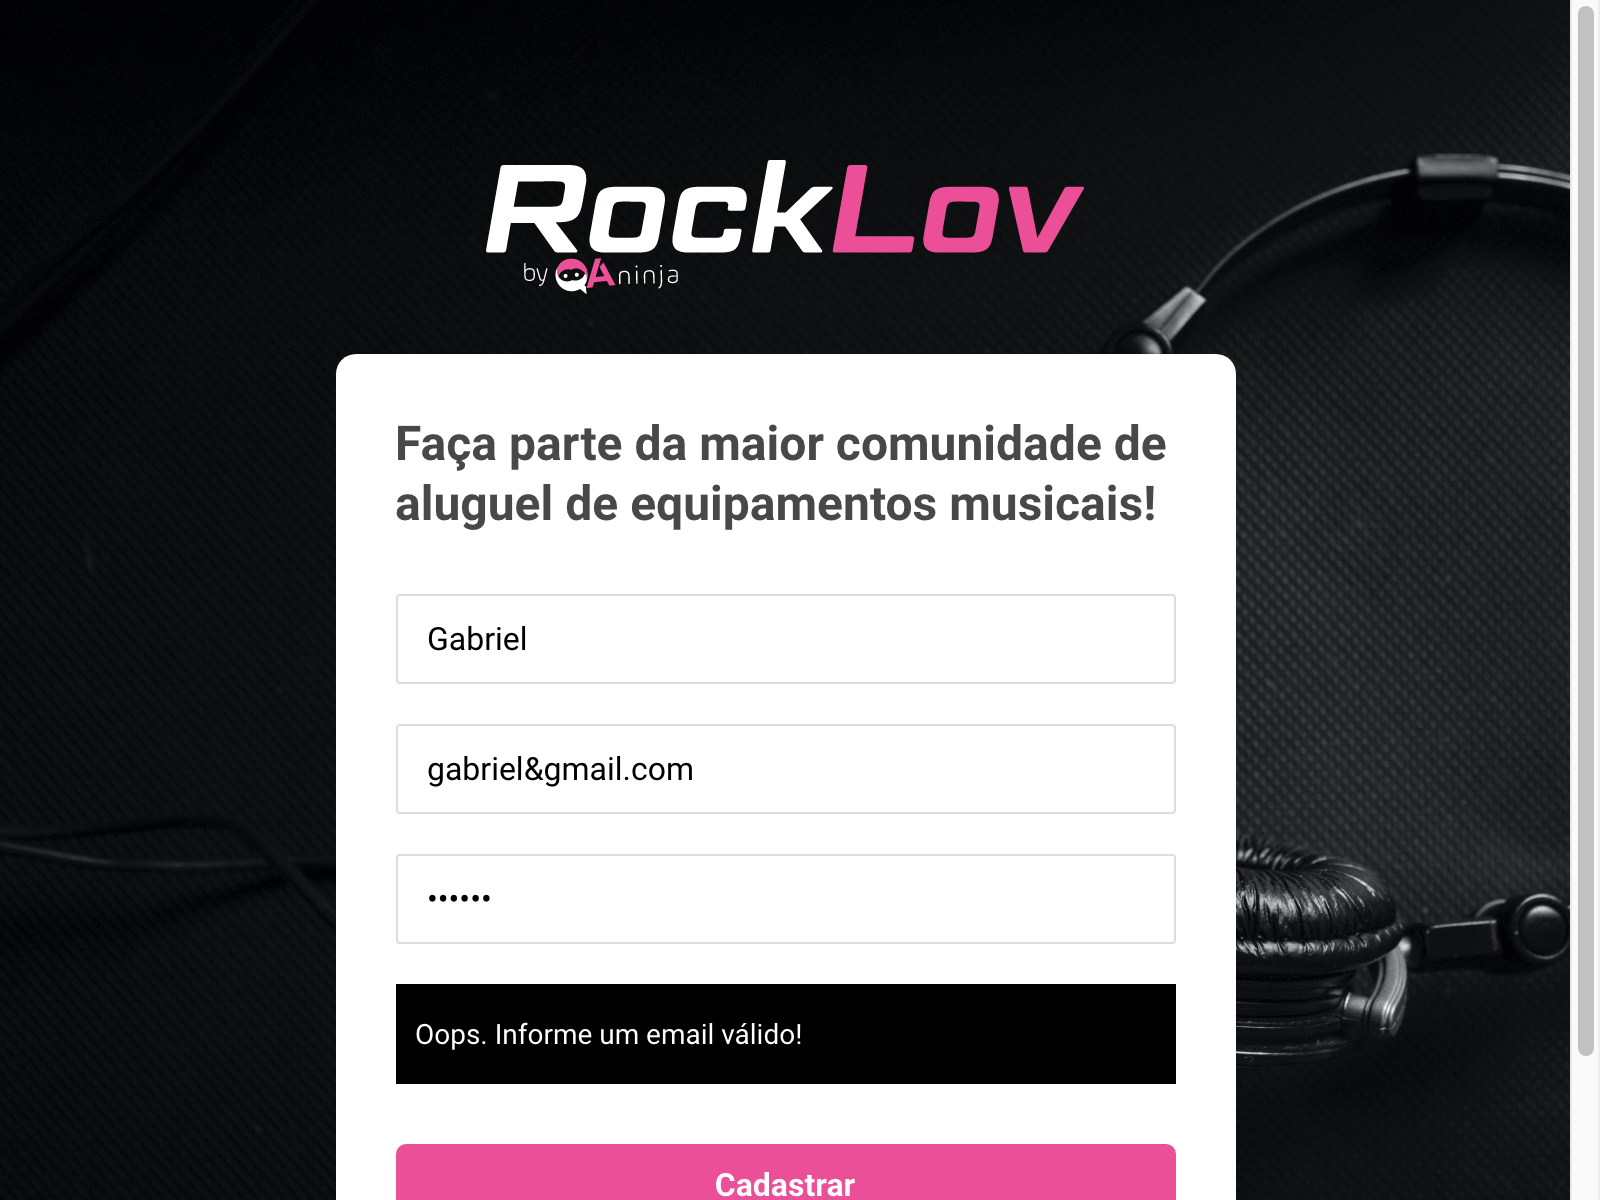 RockLov
by QAninja
Faça parte da maior comunidade de
aluguel de equipamentos musicais!
Gabriel
gabriel&gmail.com
••••••
Oops. Informe um email válido!
Cadastrar